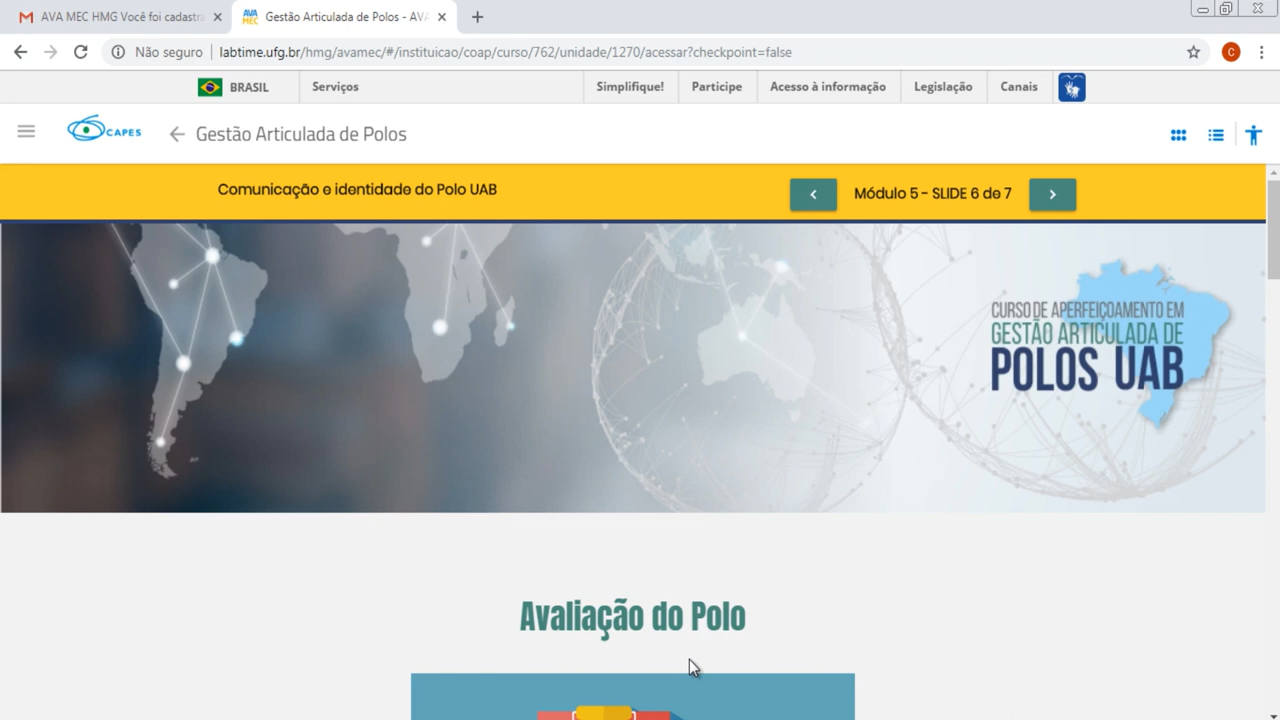 AVA MEC HMG Você foi cadastra
Gestão Articulada de Polos - AVA
Não seguro
labtime.ufg.br/hmg/avamec/#/instituicao/coap/curso/762/unidade/1270/acessar?checkpoint=false
C
BRASIL
Serviços
Simplifique!
Participe
Acesso à informação
Legislação
Canais
CAPES
Gestão Articulada de Polos
Comunicação e identidade do Polo UAB
Módulo 5 - SLIDE 6 de 7
CURSO DE APERFEIÇOAMENTO EM
GESTÃO ARTICULADA DE
POLOS UAB
Avaliação do Polo